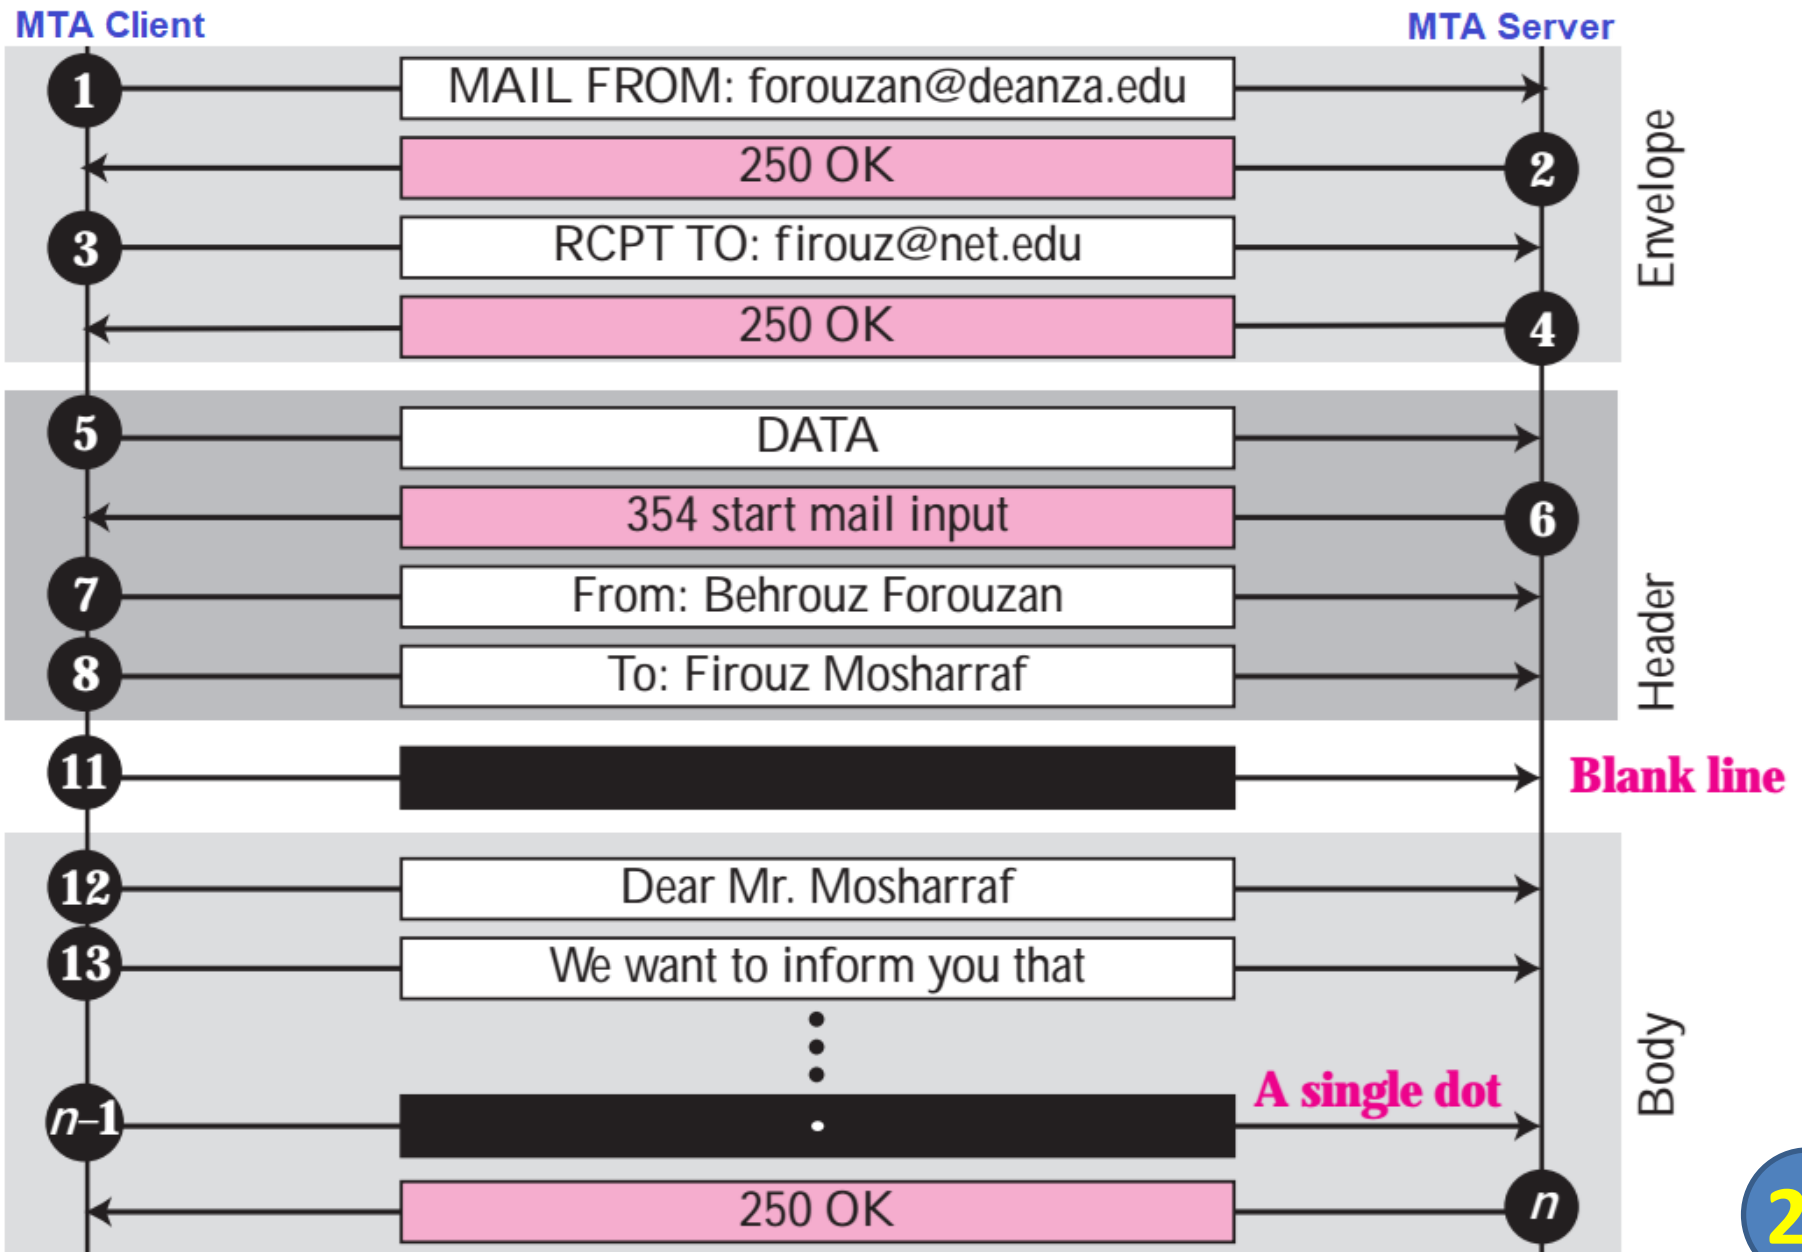 MTA Client
MTA Server
1
MAIL FROM: forouzan@deanza.edu
250 OK
2
3
RCPT TO: firouz@net.edu
250 OK
4
Envelope
5
DATA
354 start mail input
6
7
From: Behrouz Forouzan
8
To: Firouz Mosharraf
Header
11
Blank line
12
Dear Mr. Mosharraf
13
We want to inform you that
A single dot
n–1
.
Body
250 OK
n
2